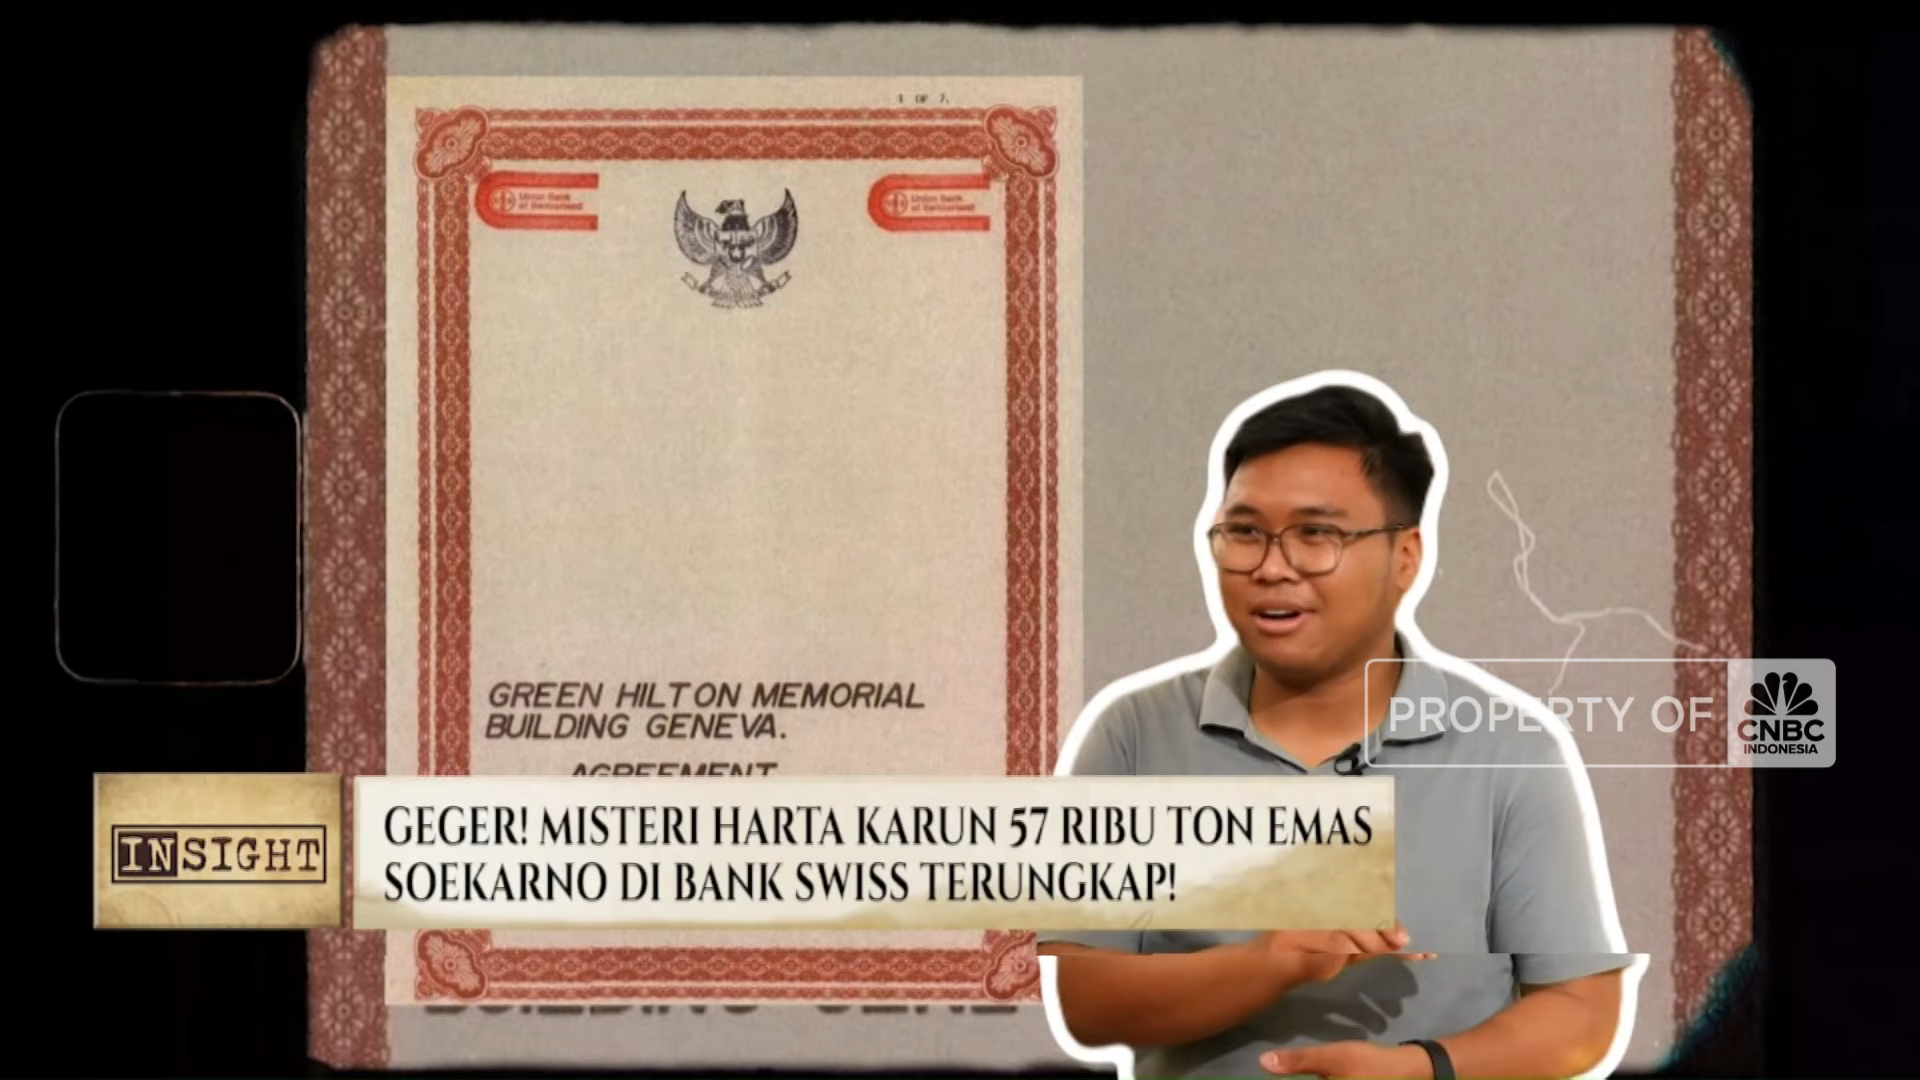 1 OF 7.
Union Bank
of Switzerland
Union Bank
of Switzerland
GREEN HILTON MEMORIAL
BUILDING GENEVA.
AGREEMENT
PROPERTY OF
CNBC
INDONESIA
INSIGHT
GEGER! MISTERI HARTA KARUN 57 RIBU TON EMAS
SOEKARNO DI BANK SWISS TERUNGKAP!